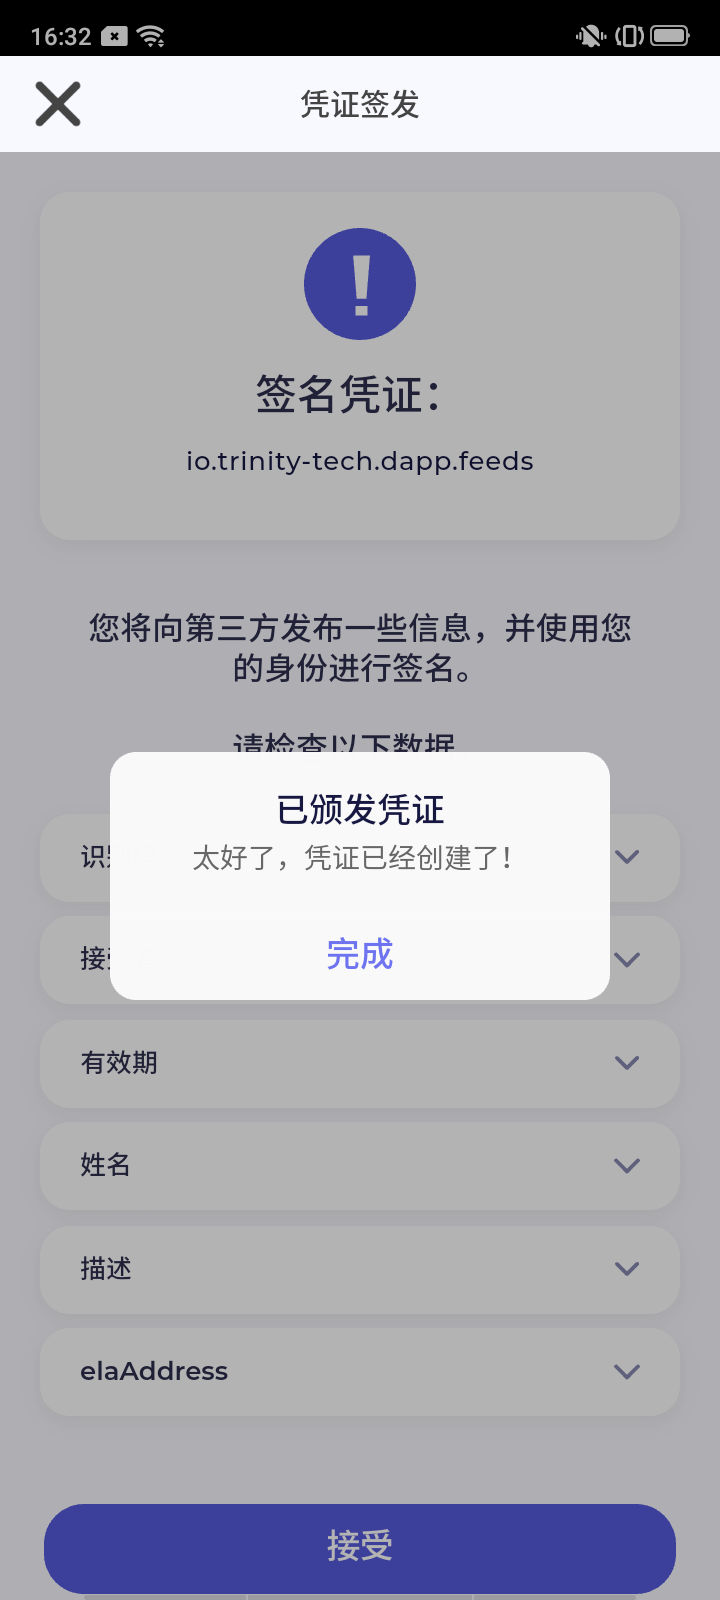 16:32
凭证签发
签名凭证：
io.trinity-tech.dapp.feeds
您将向第三方发布一些信息，并使用您
的身份进行签名。
请检查以下数据
已颁发凭证
太好了，凭证已经创建了！
完成
识
接
有效期
姓名
描述
elaAddress
接受